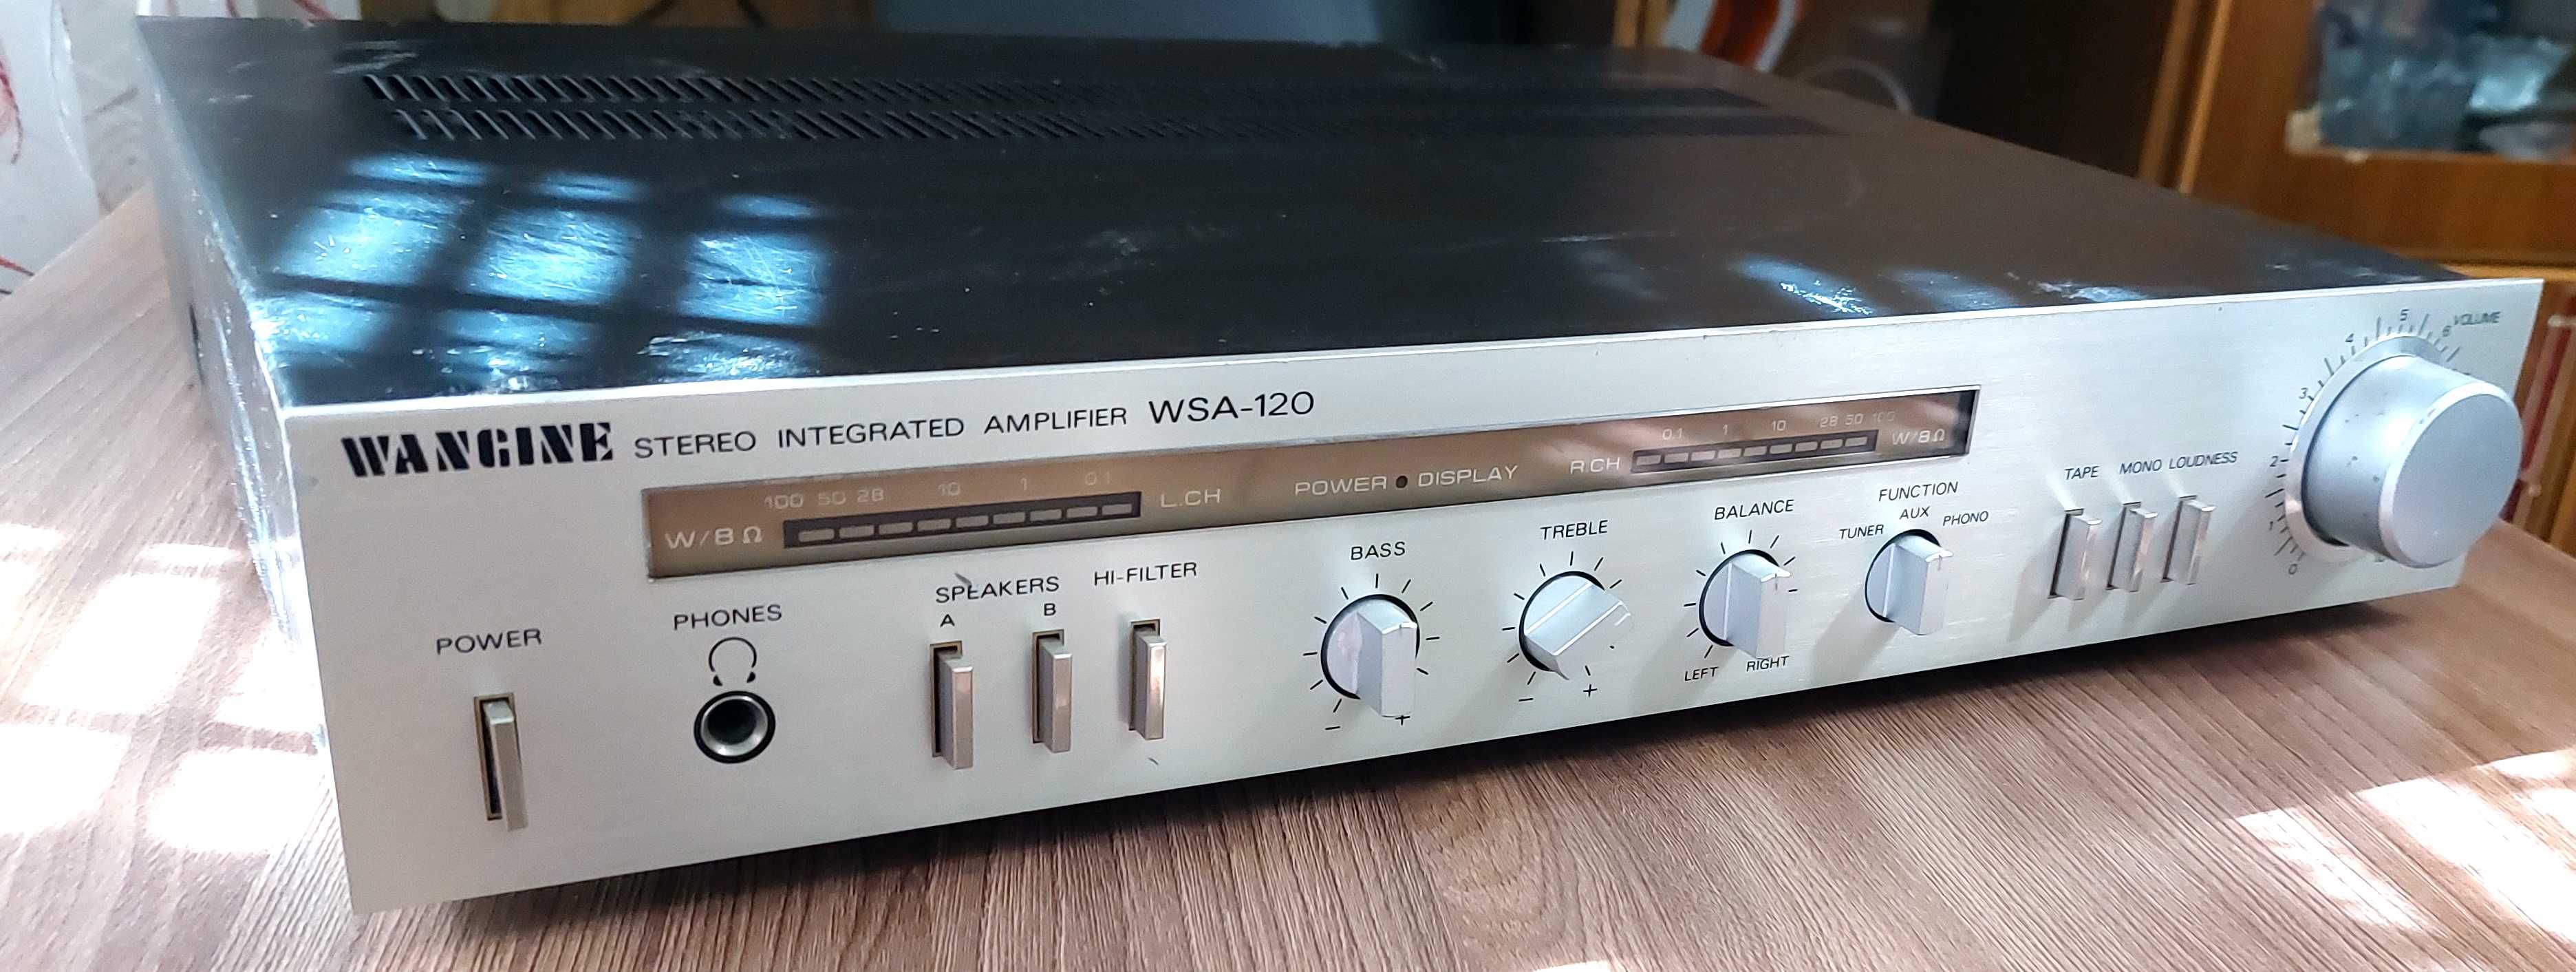 WANGINE STEREO INTEGRATED AMPLIFIER WSA-120
100 50 28 10 1 0.1
W/8Ω L.CH
POWER DISPLAY
0.1 1 10 28 50 100
R.CH W/8Ω
POWER
PHONES
SPEAKERS
A B
HI-FILTER
BASS
- +
TREBLE
- +
BALANCE
LEFT RIGHT
FUNCTION
TUNER AUX PHONO
TAPE MONO LOUDNESS
VOLUME
0 1 2 3 4 5 6